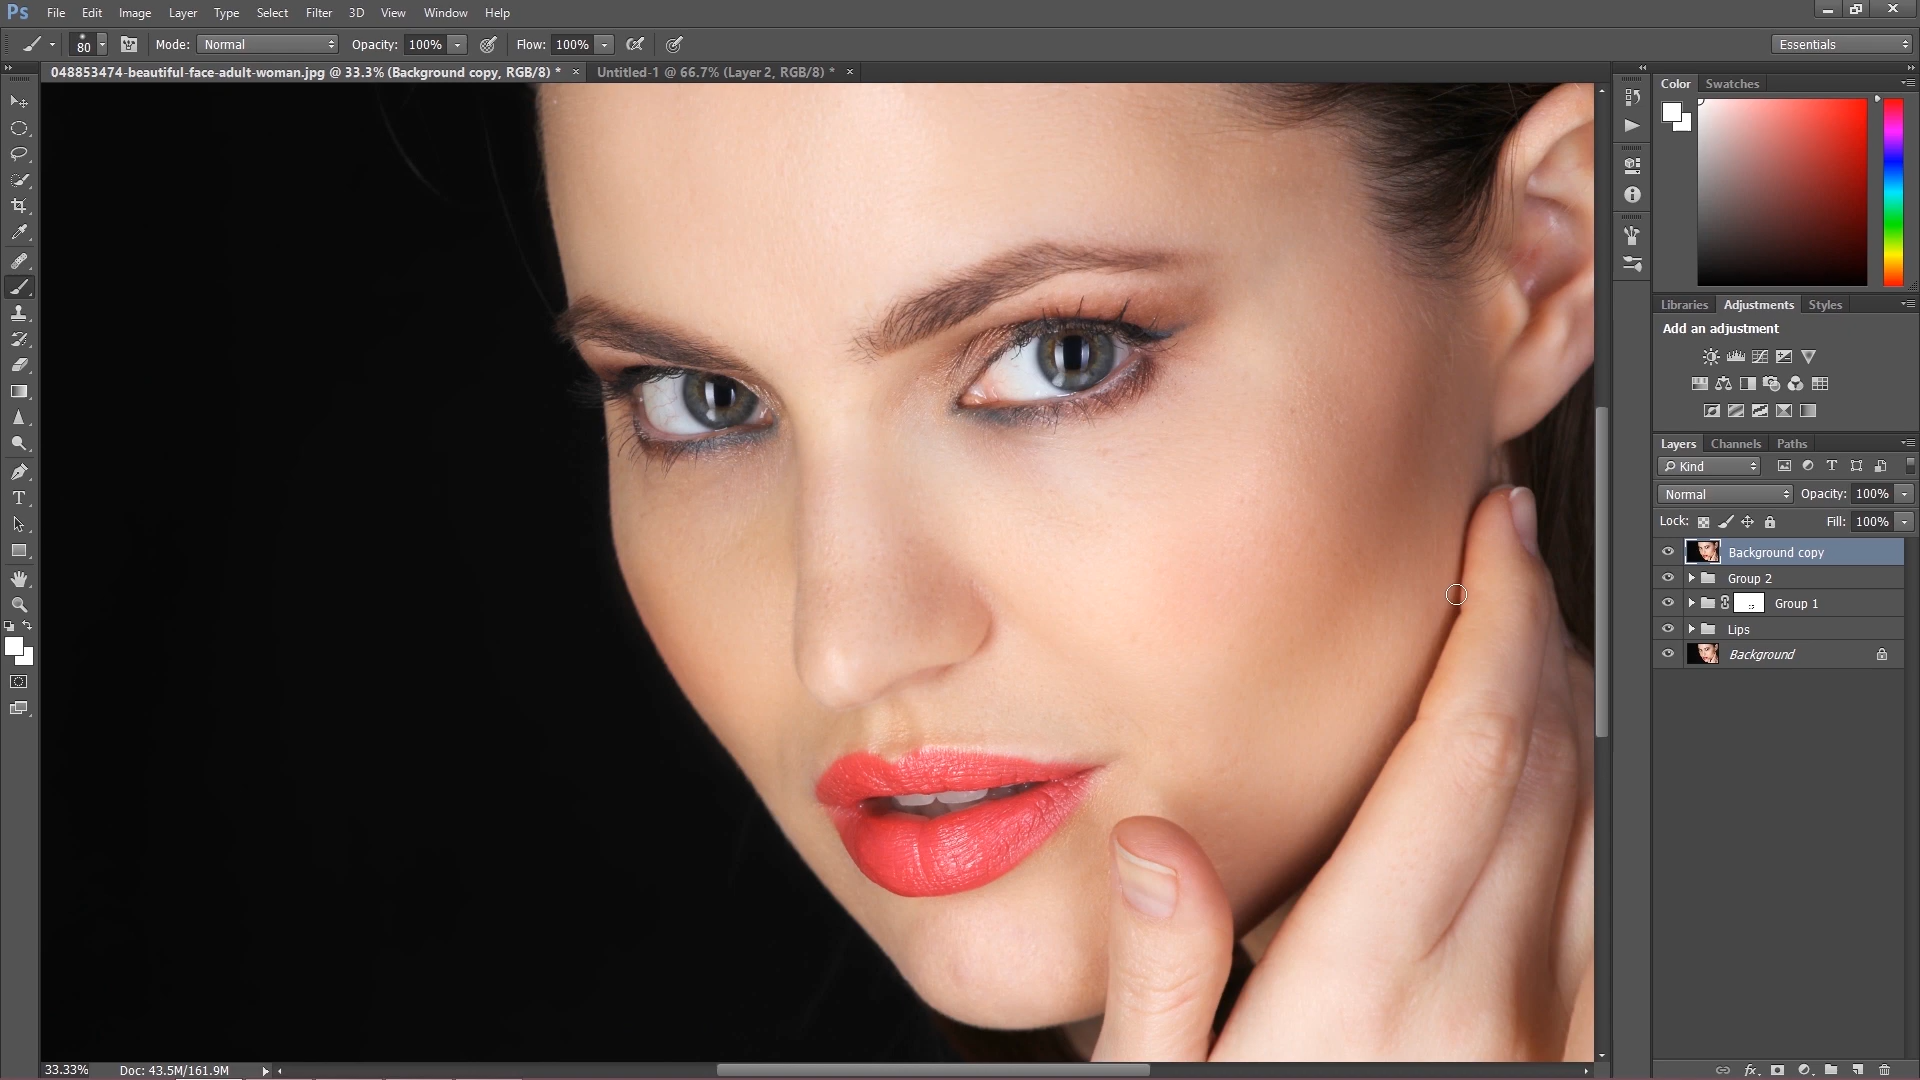 Ps File Edit Image Layer Type Select Filter 3D View Window Help
80 Mode: Normal Opacity: 100% Flow: 100% Essentials
048853474-beautiful-face-adult-woman.jpg @ 33.3% (Background copy, RGB/8) * × Untitled-1 @ 66.7% (Layer 2, RGB/8) * ×
Color Swatches
Libraries Adjustments Styles
Add an adjustment
Layers Channels Paths
Kind
Normal Opacity: 100%
Lock: Fill: 100%
Background copy
Group 2
Group 1
Lips
Background
33.33% Doc: 43.5M/161.9M